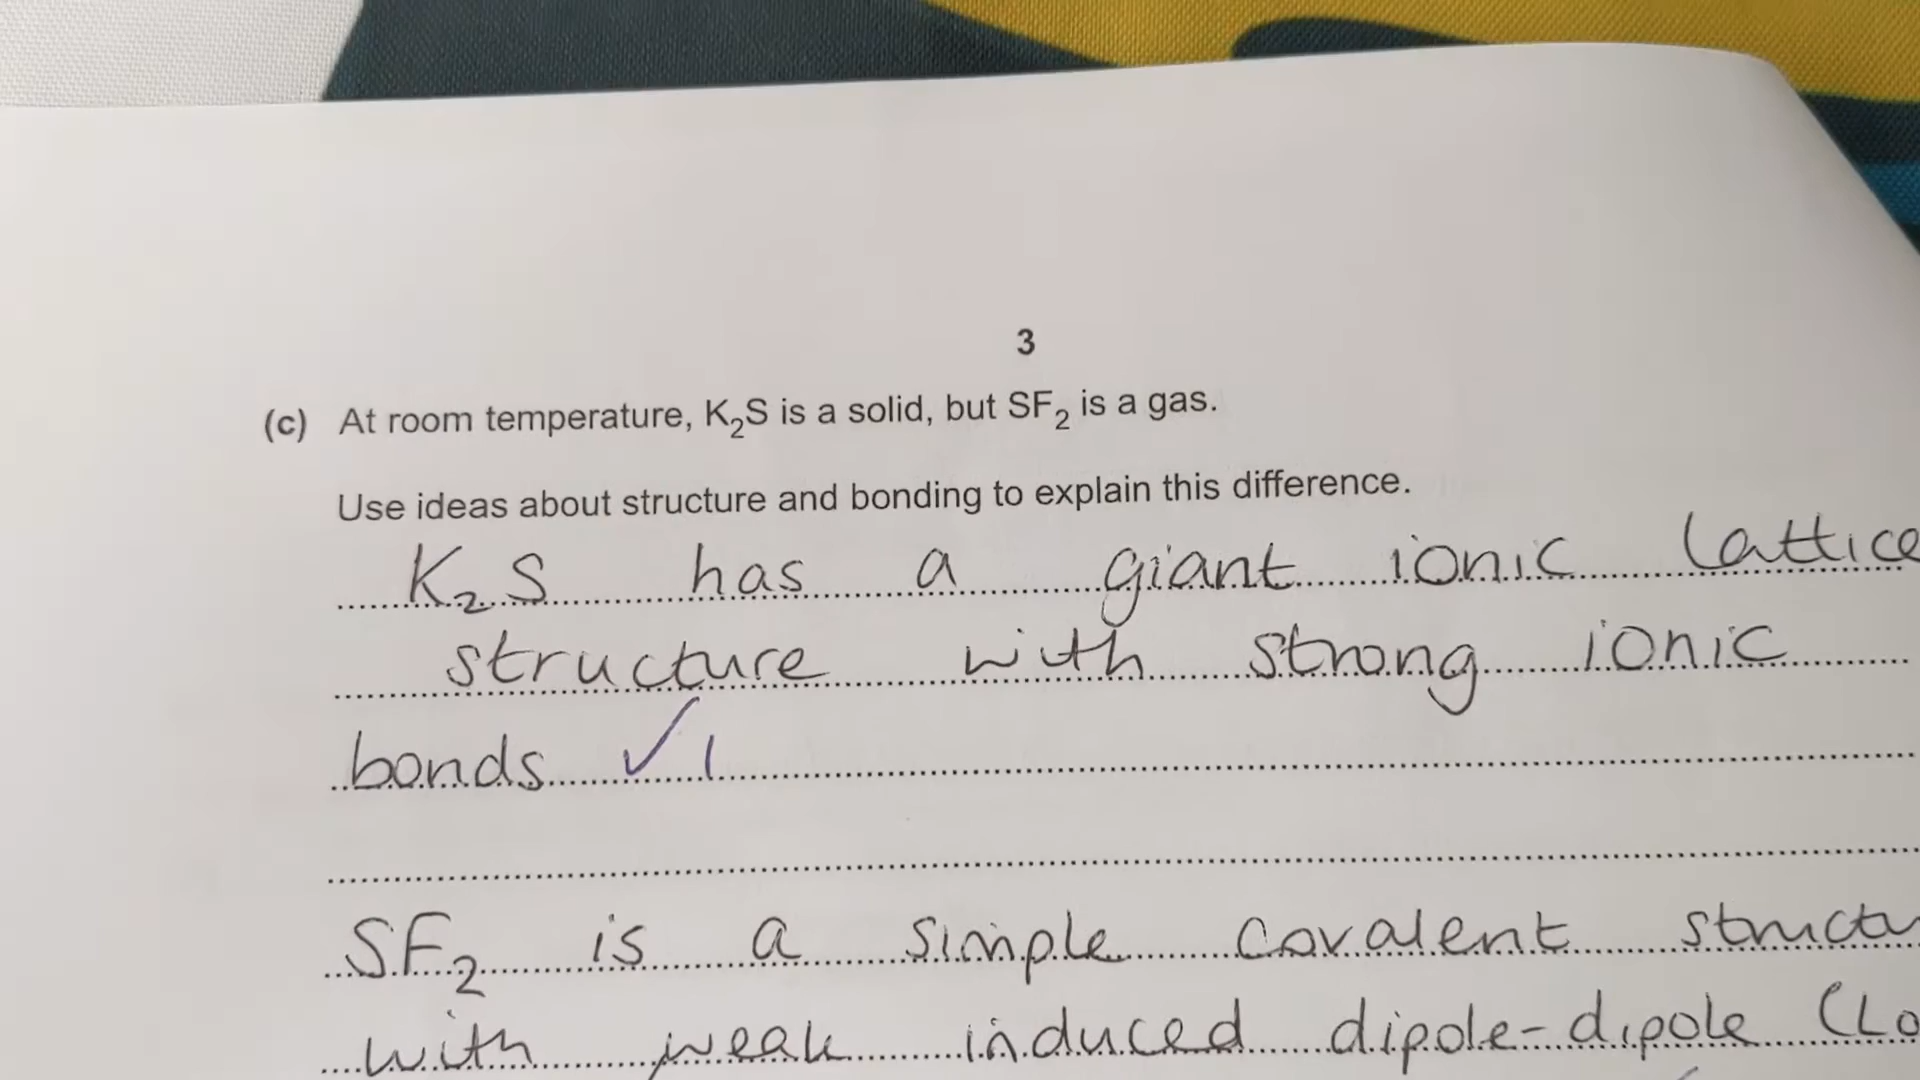 3
(c) At room temperature, K₂S is a solid, but SF₂ is a gas.
Use ideas about structure and bonding to explain this difference.
K₂S has a giant ionic lattice
structure with strong ionic
bonds ✓1
SF₂ is a simple covalent structu
with weak induced dipole-dipole (Lo